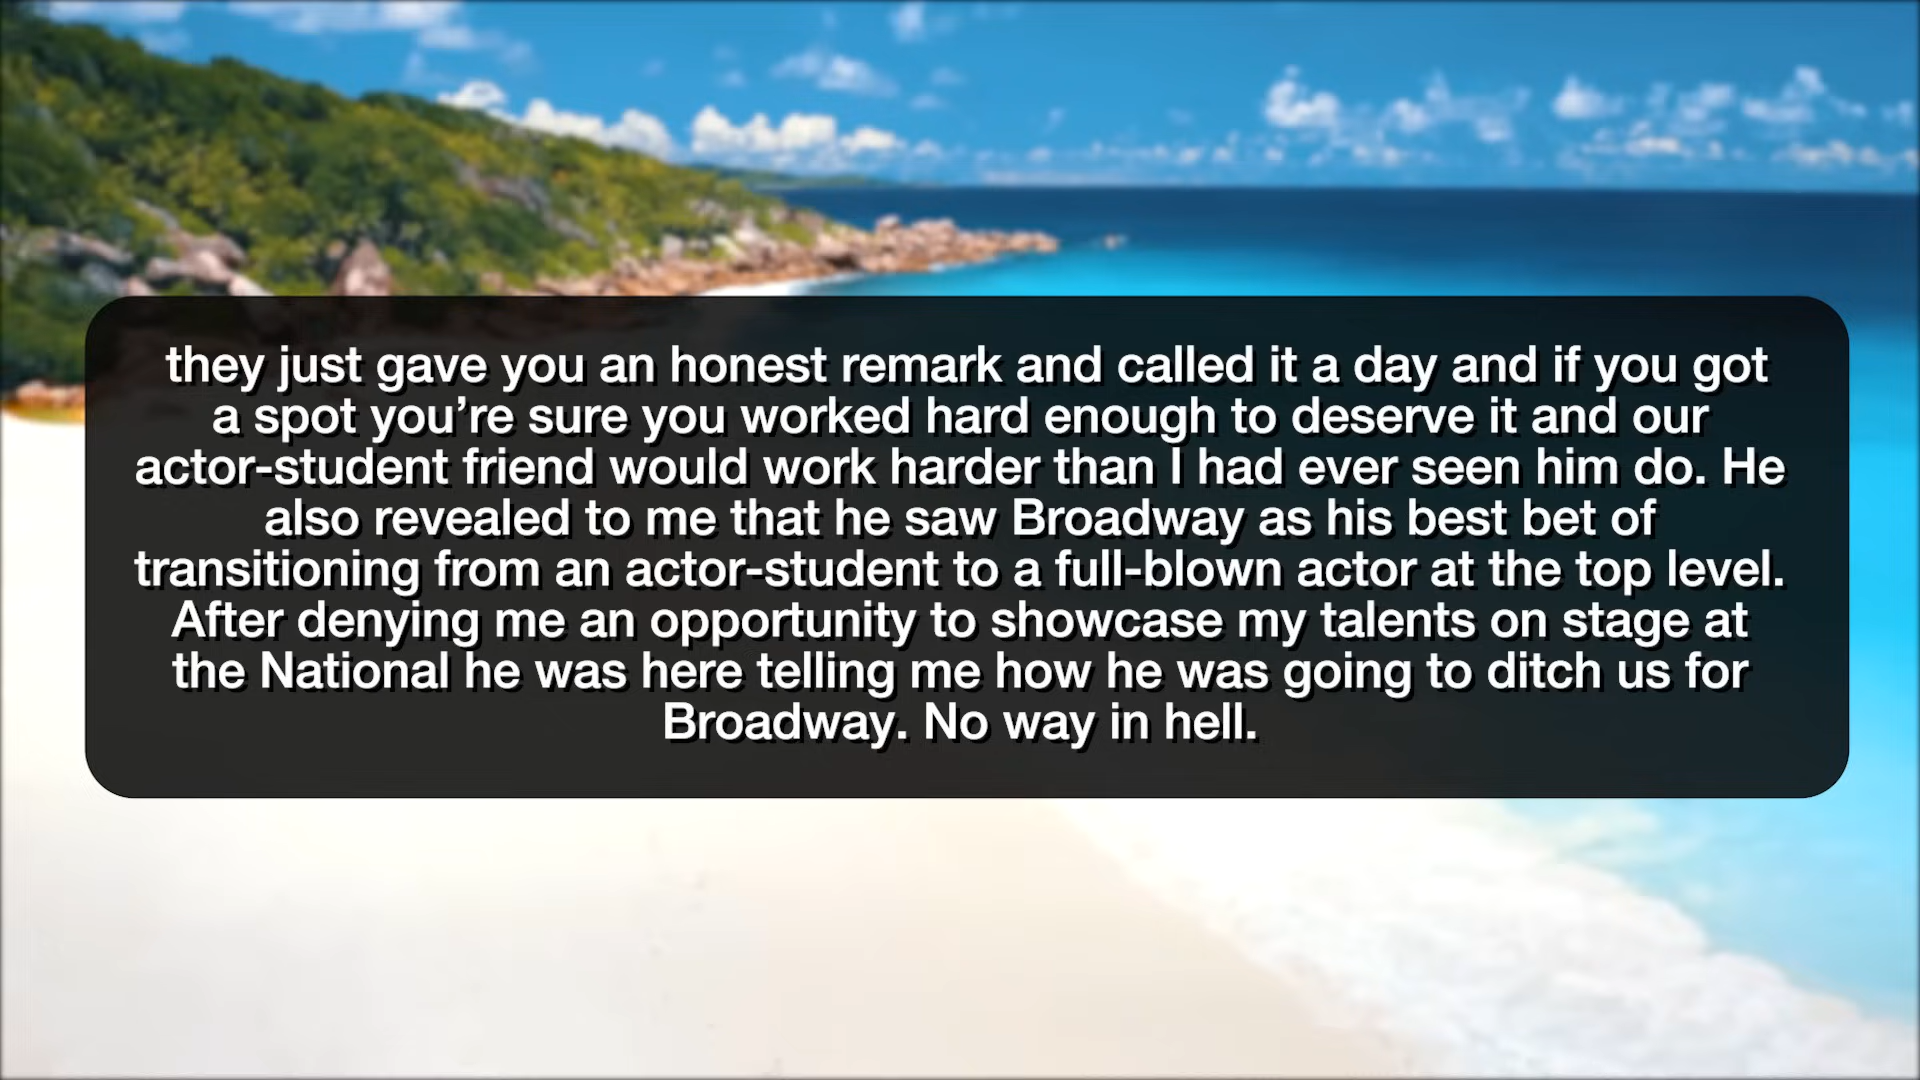 they just gave you an honest remark and called it a day and if you got
a spot you’re sure you worked hard enough to deserve it and our
actor-student friend would work harder than I had ever seen him do. He
also revealed to me that he saw Broadway as his best bet of
transitioning from an actor-student to a full-blown actor at the top level.
After denying me an opportunity to showcase my talents on stage at
the National he was here telling me how he was going to ditch us for
Broadway. No way in hell.